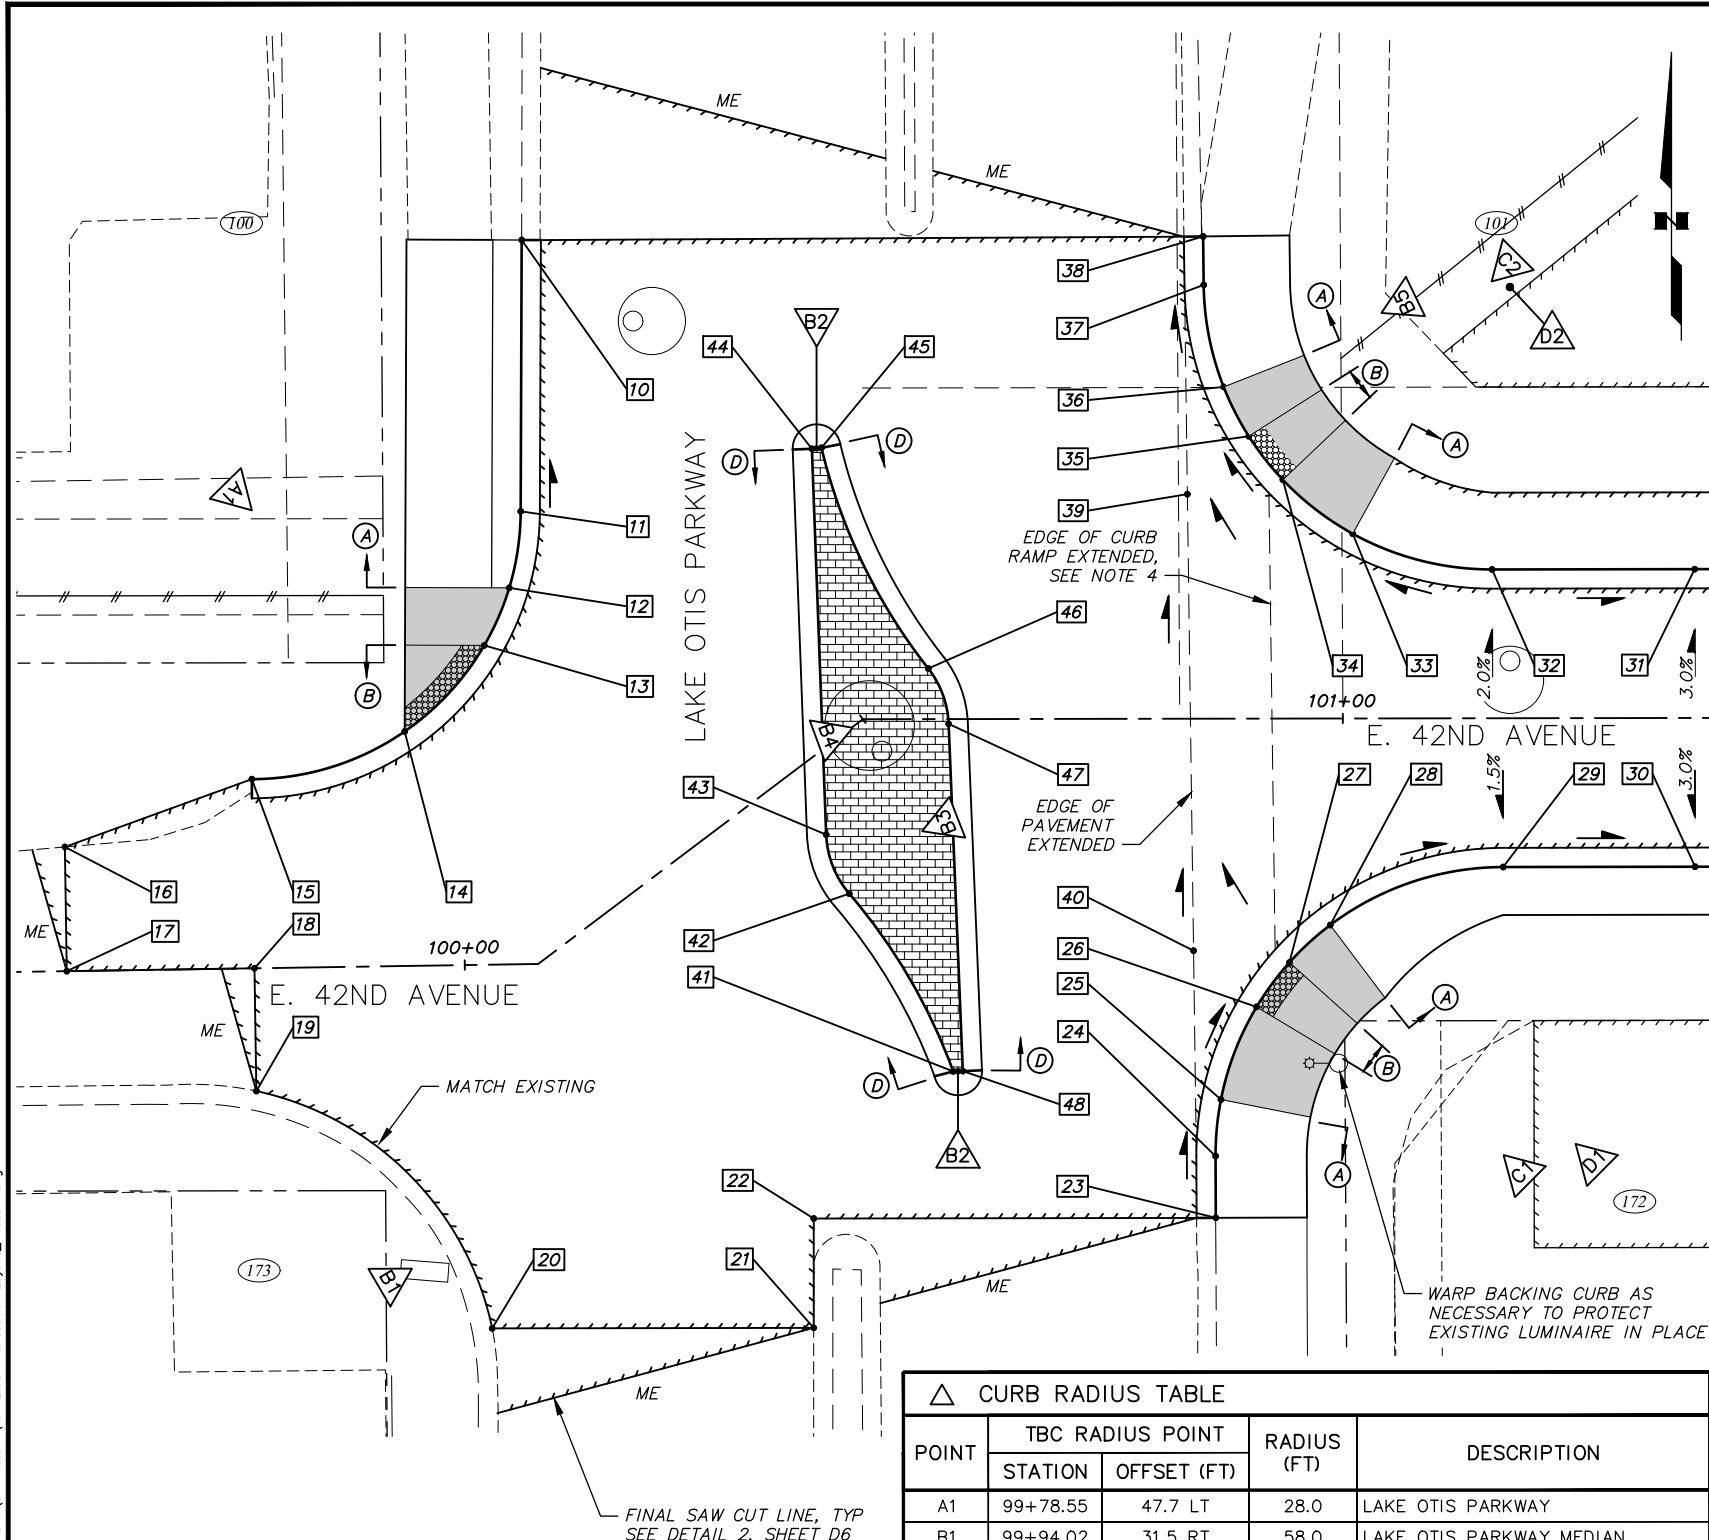 ME
ME
100
101
C2
B5
D2
38
A
37
B2
44
45
10
36
B
35
A
D
D
A1
LAKE OTIS PARKWAY
39
11
EDGE OF CURB
RAMP EXTENDED,
SEE NOTE 4
A
12
46
13
B
34
33
32
31
2.0%
3.0%
101+00
E. 42ND AVENUE
B4
47
27
28
29
30
1.5%
3.0%
43
EDGE OF
PAVEMENT
EXTENDED
B3
16
15
14
40
ME
17
18
100+00
42
26
E. 42ND AVENUE
41
25
A
ME
19
24
D
D
B
MATCH EXISTING
48
B2
A
C1
D1
22
23
172
173
B1
20
21
ME
WARP BACKING CURB AS
NECESSARY TO PROTECT
EXISTING LUMINAIRE IN PLACE
ME
FINAL SAW CUT LINE, TYP
SEE DETAIL 2, SHEET D6
CURB RADIUS TABLE
POINT
TBC RADIUS POINT
RADIUS
(FT)
DESCRIPTION
STATION
OFFSET (FT)
A1 99+78.55 47.7 LT 28.0 LAKE OTIS PARKWAY
B1 99+94.02 31.5 RT 58.0 LAKE OTIS PARKWAY MEDIAN